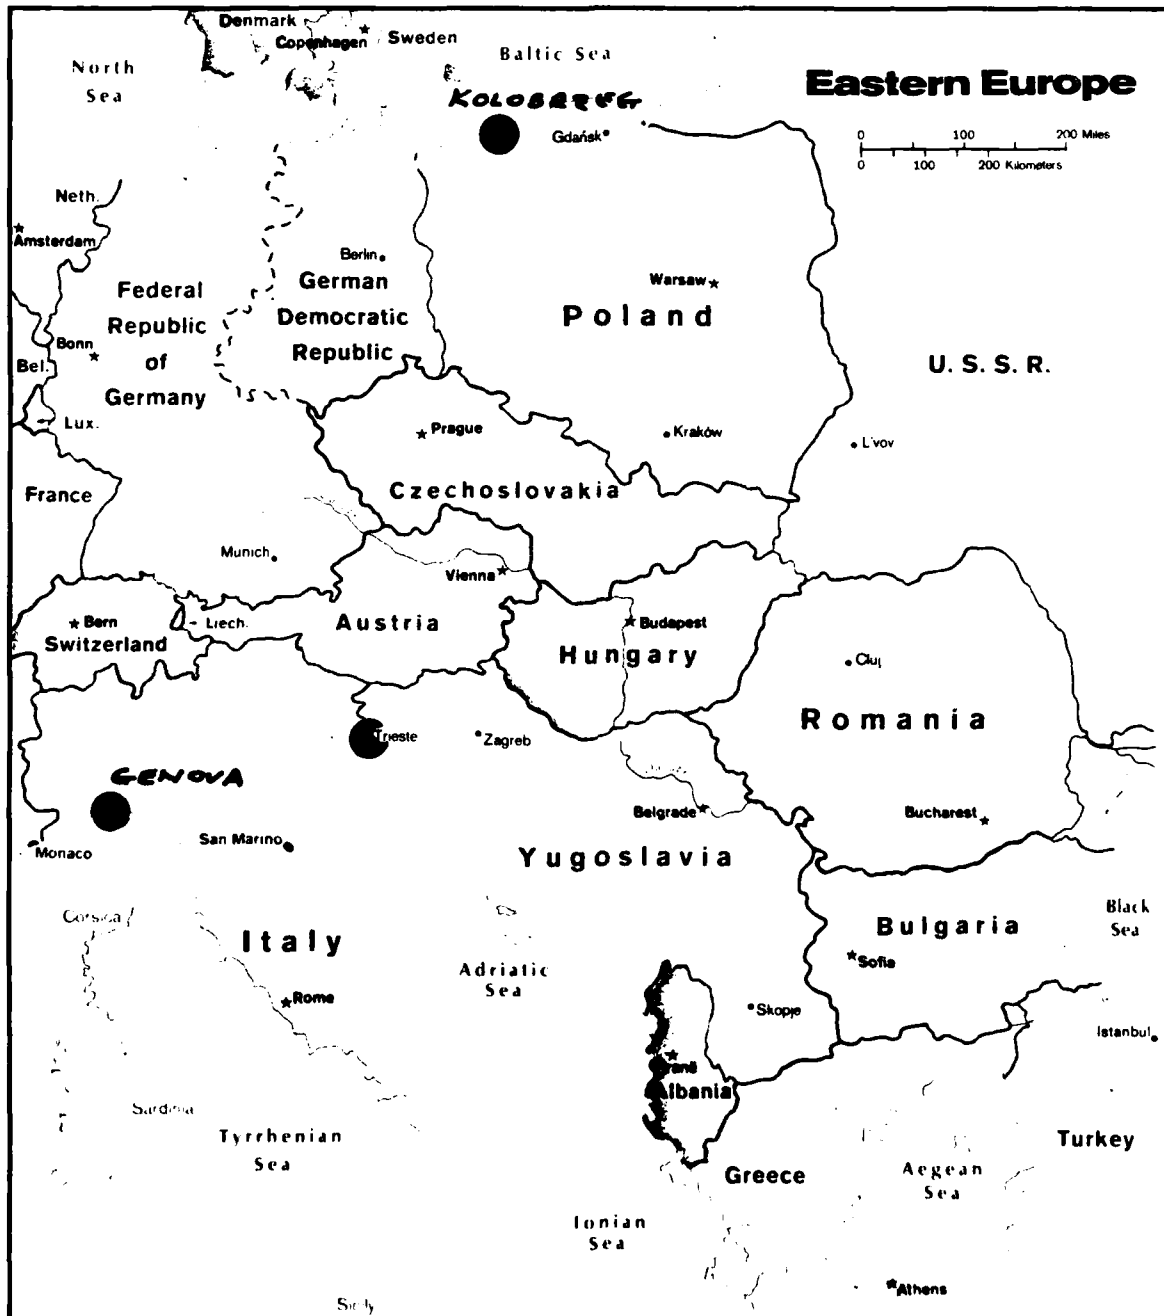 Denmark
Copenhagen
Sweden
Baltic Sea
North
Sea
Eastern Europe
KOLOBRZEG
Gdańsk
0 100 200 Miles
0 100 200 Kilometers
Neth.
Amsterdam
Berlin
Federal
Republic
of
Germany
German
Democratic
Republic
Warsaw
Poland
Bonn
Bel.
U.S.S.R.
Lux.
Prague
Kraków
L'vov
France
Czechoslovakia
Munich
Vienna
Bern
Switzerland
Liech.
Austria
Budapest
Hungary
Cluj
Romania
Trieste
Zagreb
GENOVA
Belgrade
Bucharest
Monaco
San Marino
Yugoslavia
Corsica
Italy
Bulgaria
Black
Sea
Adriatic
Sea
Sofia
Rome
Skopje
Istanbul
Albania
Sardinia
Tyrrhenian
Sea
Greece
Aegean
Sea
Turkey
Ionian
Sea
Athens
Sicily